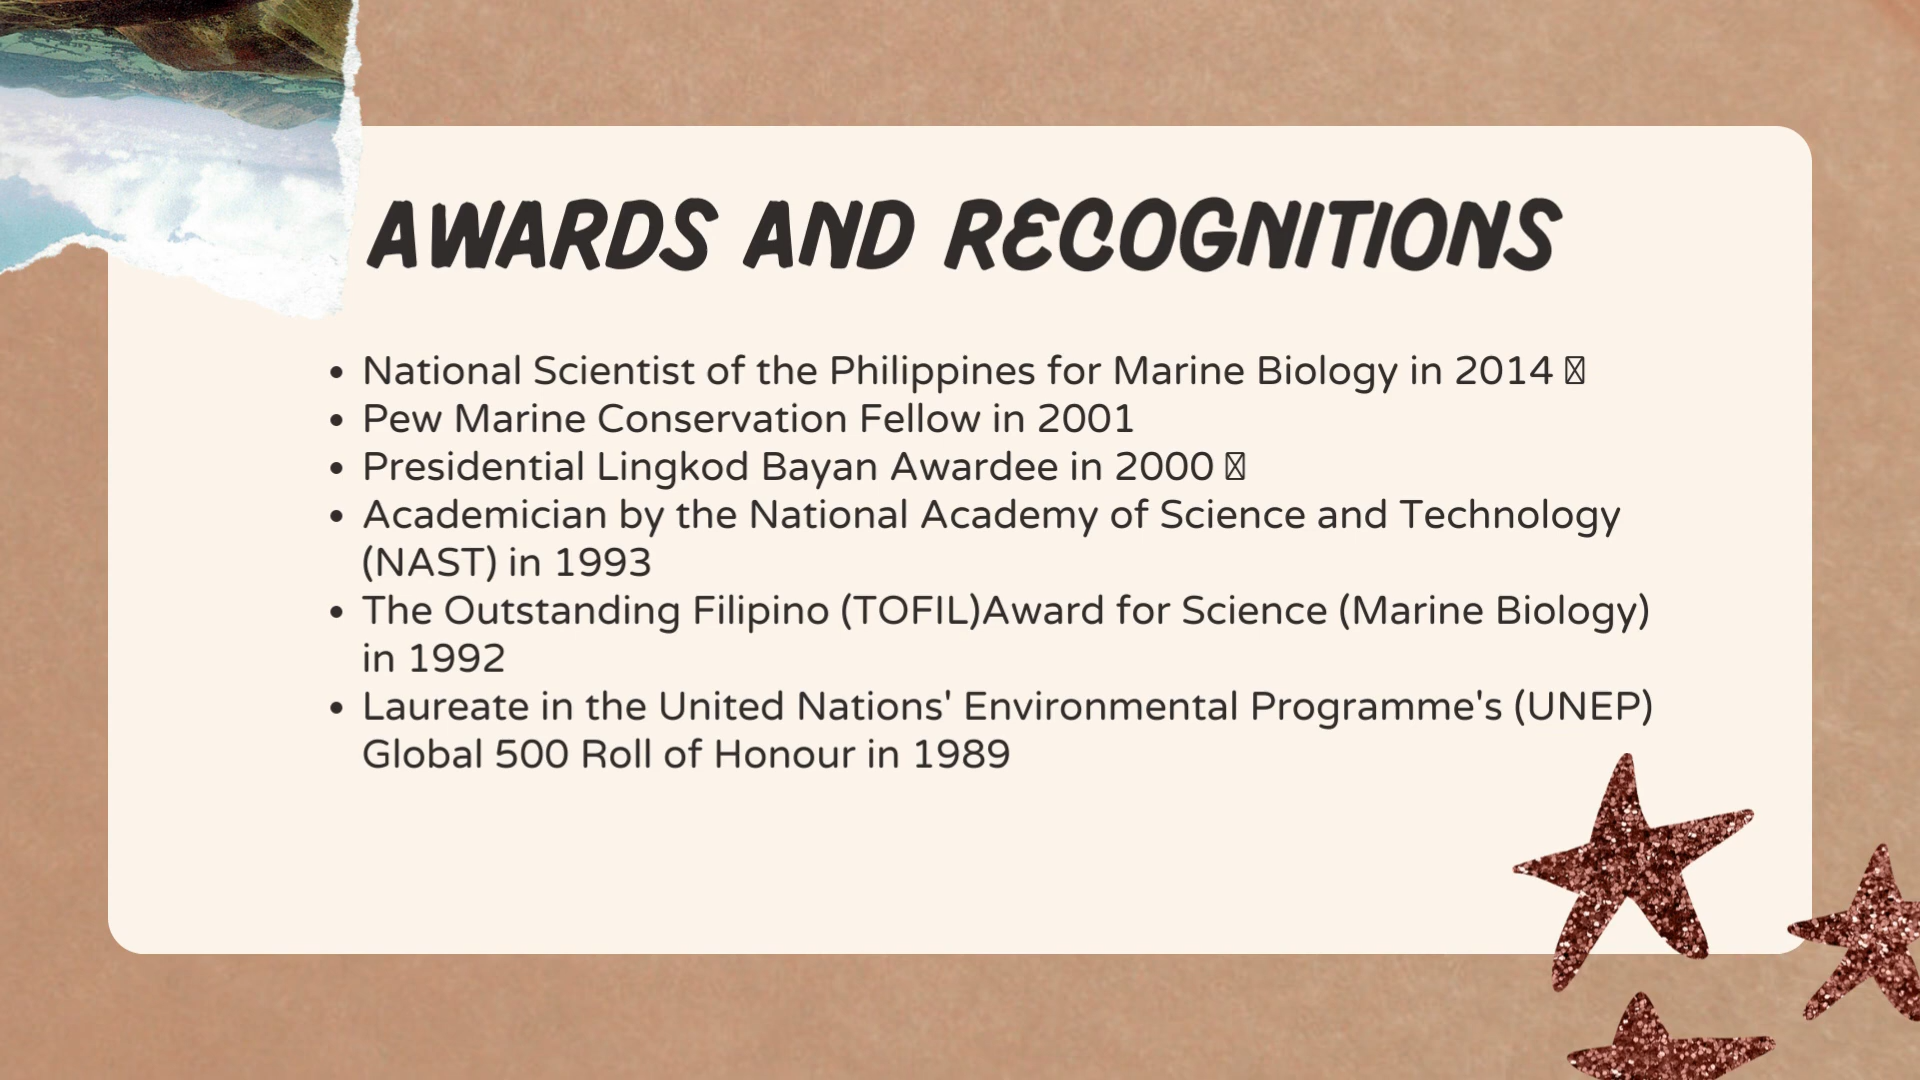 AWARDS AND RECOGNITIONS
• National Scientist of the Philippines for Marine Biology in 2014 
• Pew Marine Conservation Fellow in 2001
• Presidential Lingkod Bayan Awardee in 2000 
• Academician by the National Academy of Science and Technology
(NAST) in 1993
• The Outstanding Filipino (TOFIL)Award for Science (Marine Biology)
in 1992
• Laureate in the United Nations' Environmental Programme's (UNEP)
Global 500 Roll of Honour in 1989